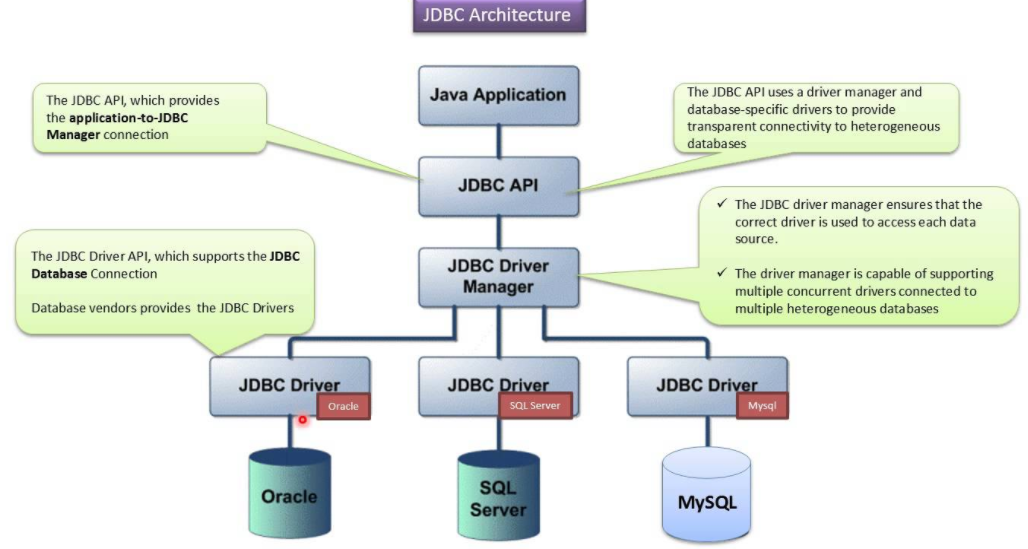 JDBC Architecture
Java Application
The JDBC API, which provides
the application-to-JDBC
Manager connection
The JDBC API uses a driver manager and
database-specific drivers to provide
transparent connectivity to heterogeneous
databases
JDBC API
✓ The JDBC driver manager ensures that the
correct driver is used to access each data
source.
✓ The driver manager is capable of supporting
multiple concurrent drivers connected to
multiple heterogeneous databases
The JDBC Driver API, which supports the JDBC
Database Connection
Database vendors provides the JDBC Drivers
JDBC Driver
Manager
JDBC Driver
Oracle
JDBC Driver
SQL Server
JDBC Driver
Mysql
Oracle
SQL
Server
MySQL